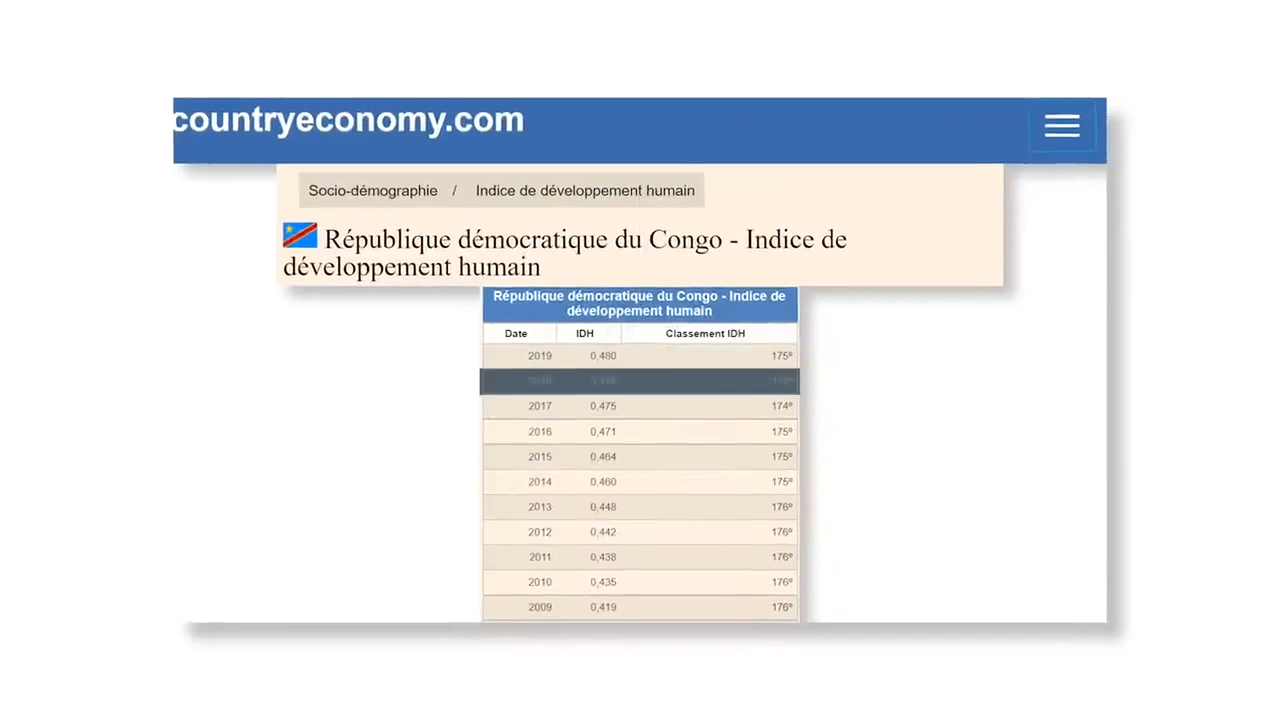 countryeconomy.com
Socio-démographie / Indice de développement humain
République démocratique du Congo - Indice de
développement humain
République démocratique du Congo - Indice de
développement humain
Date IDH Classement IDH
2019 0,480 175º
2017 0,475 174º
2016 0,471 175º
2015 0,464 175º
2014 0,460 175º
2013 0,448 176º
2012 0,442 176º
2011 0,438 176º
2010 0,435 176º
2009 0,419 176º